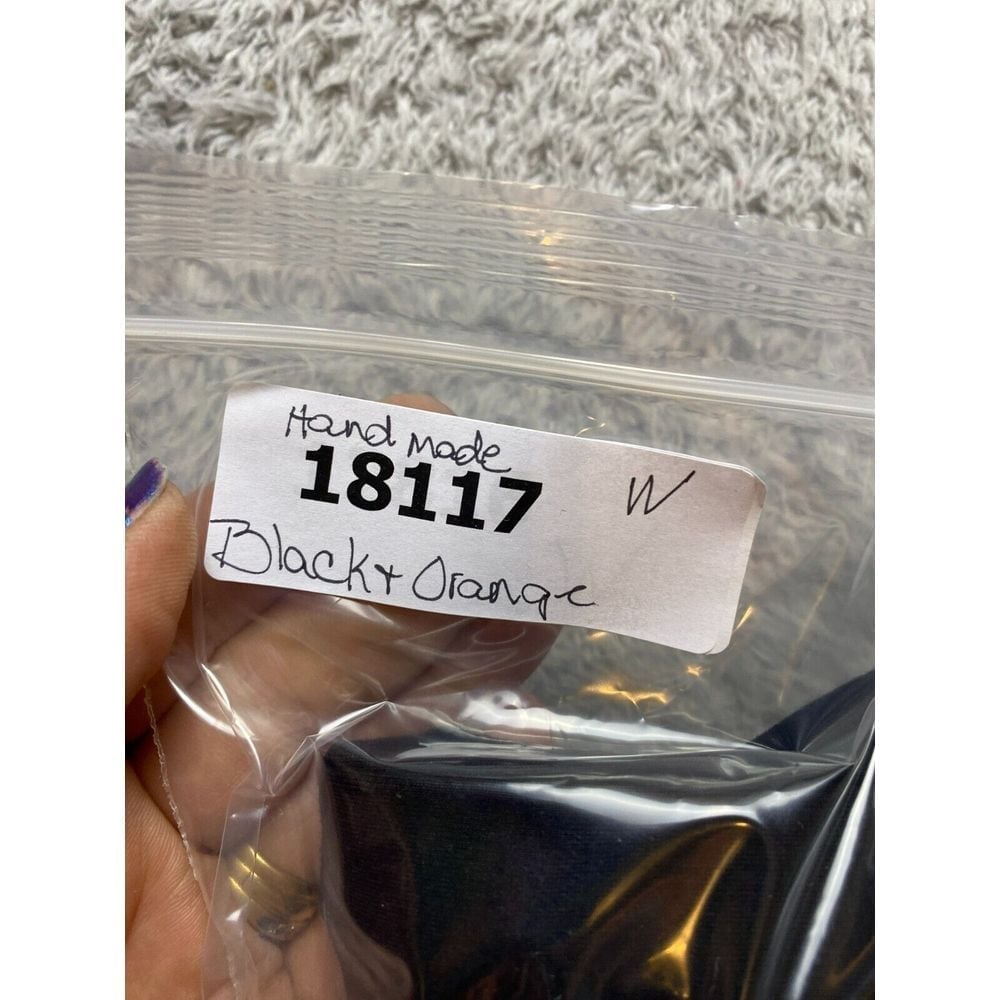 Hand made
18117 W
Black + Orange